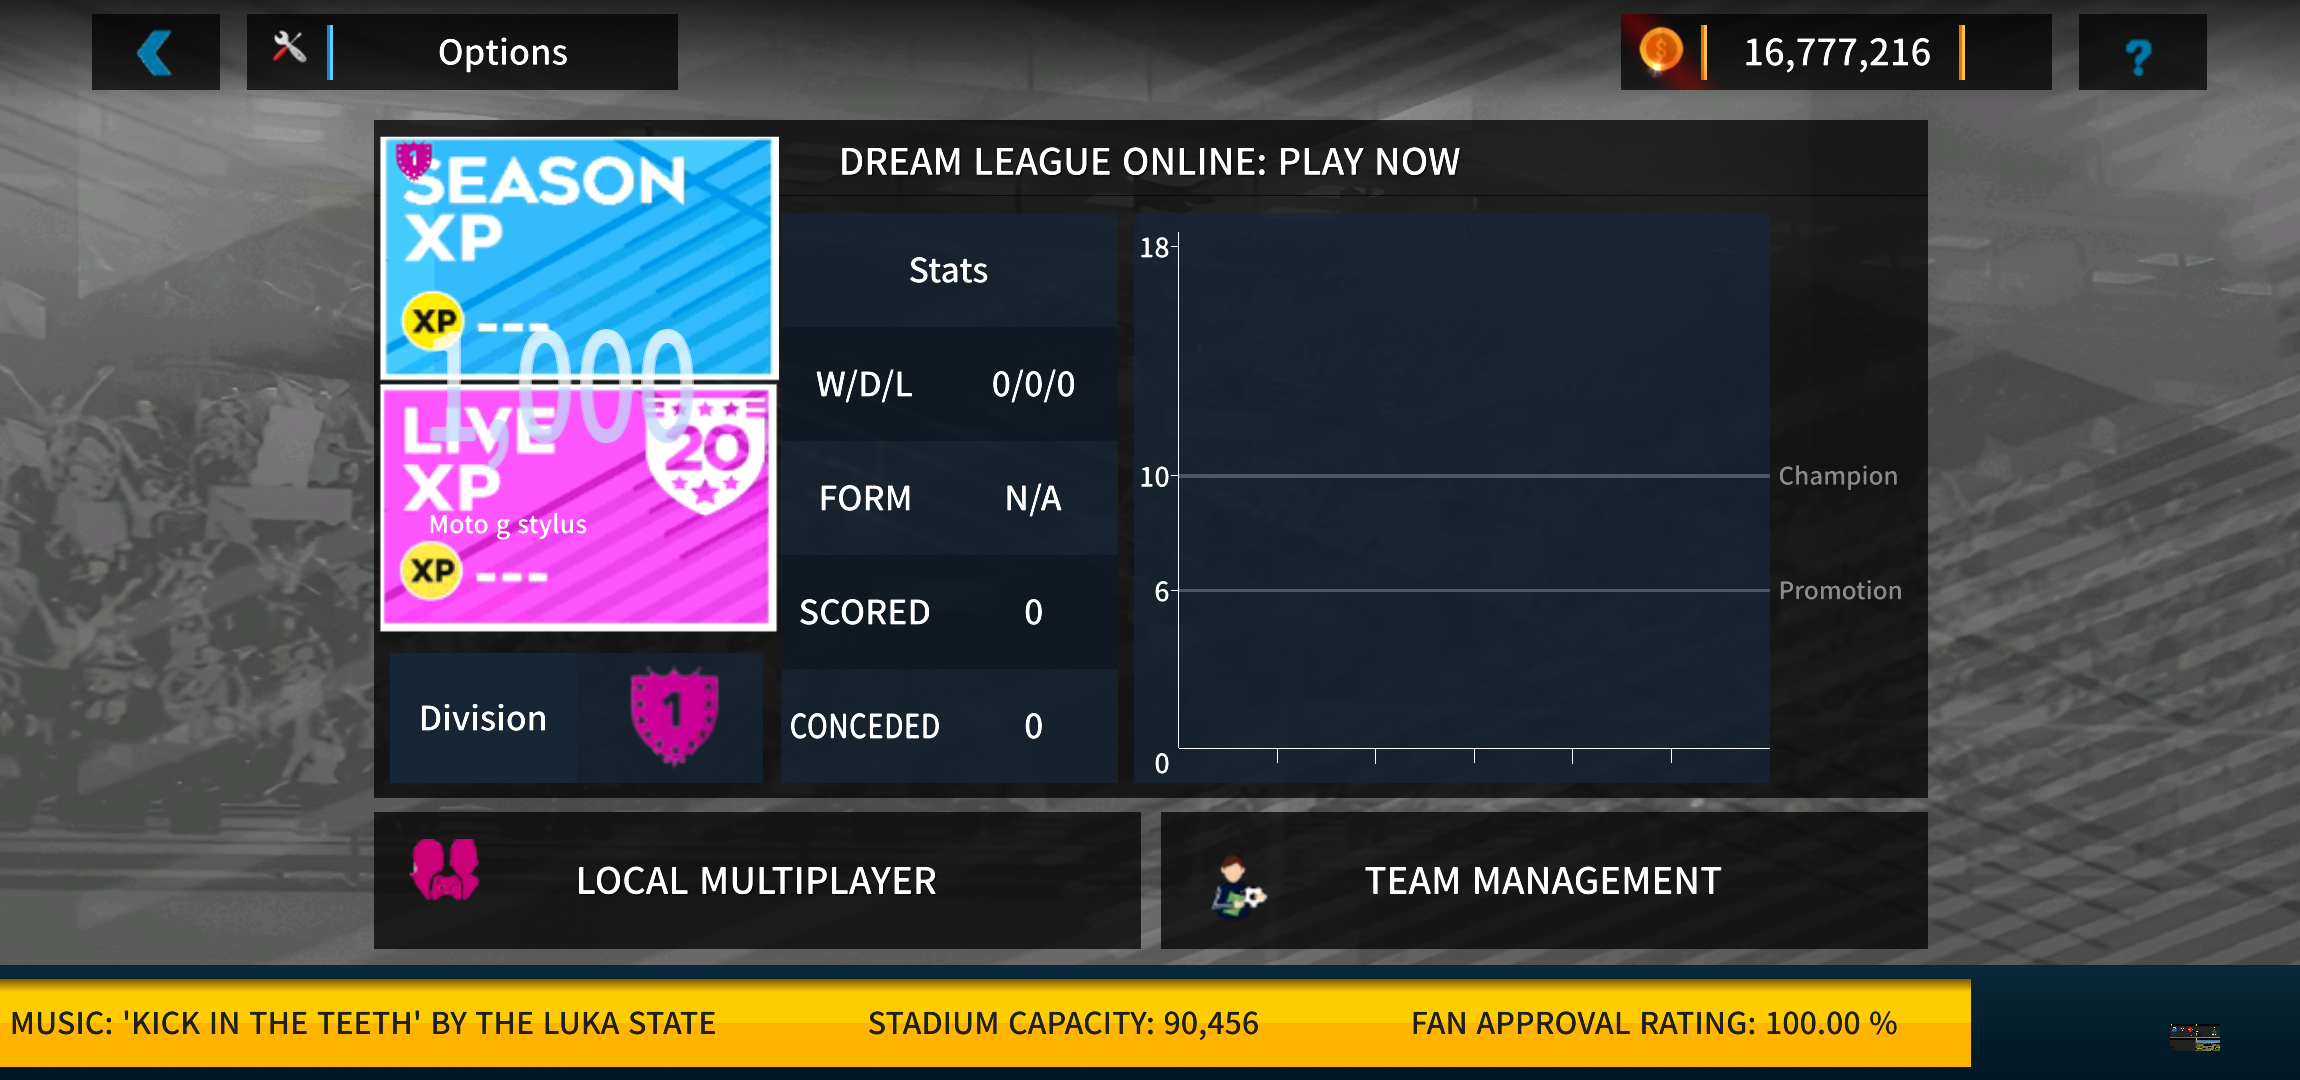 Options
16,777,216
?
DREAM LEAGUE ONLINE: PLAY NOW
1
SEASON
XP
XP ---
1,000
LIVE
XP
20
Moto g stylus
XP ---
Division
1
Stats
W/D/L 0/0/0
FORM N/A
SCORED 0
CONCEDED 0
18
10 Champion
6 Promotion
0
LOCAL MULTIPLAYER
TEAM MANAGEMENT
MUSIC: 'KICK IN THE TEETH' BY THE LUKA STATE STADIUM CAPACITY: 90,456 FAN APPROVAL RATING: 100.00 %